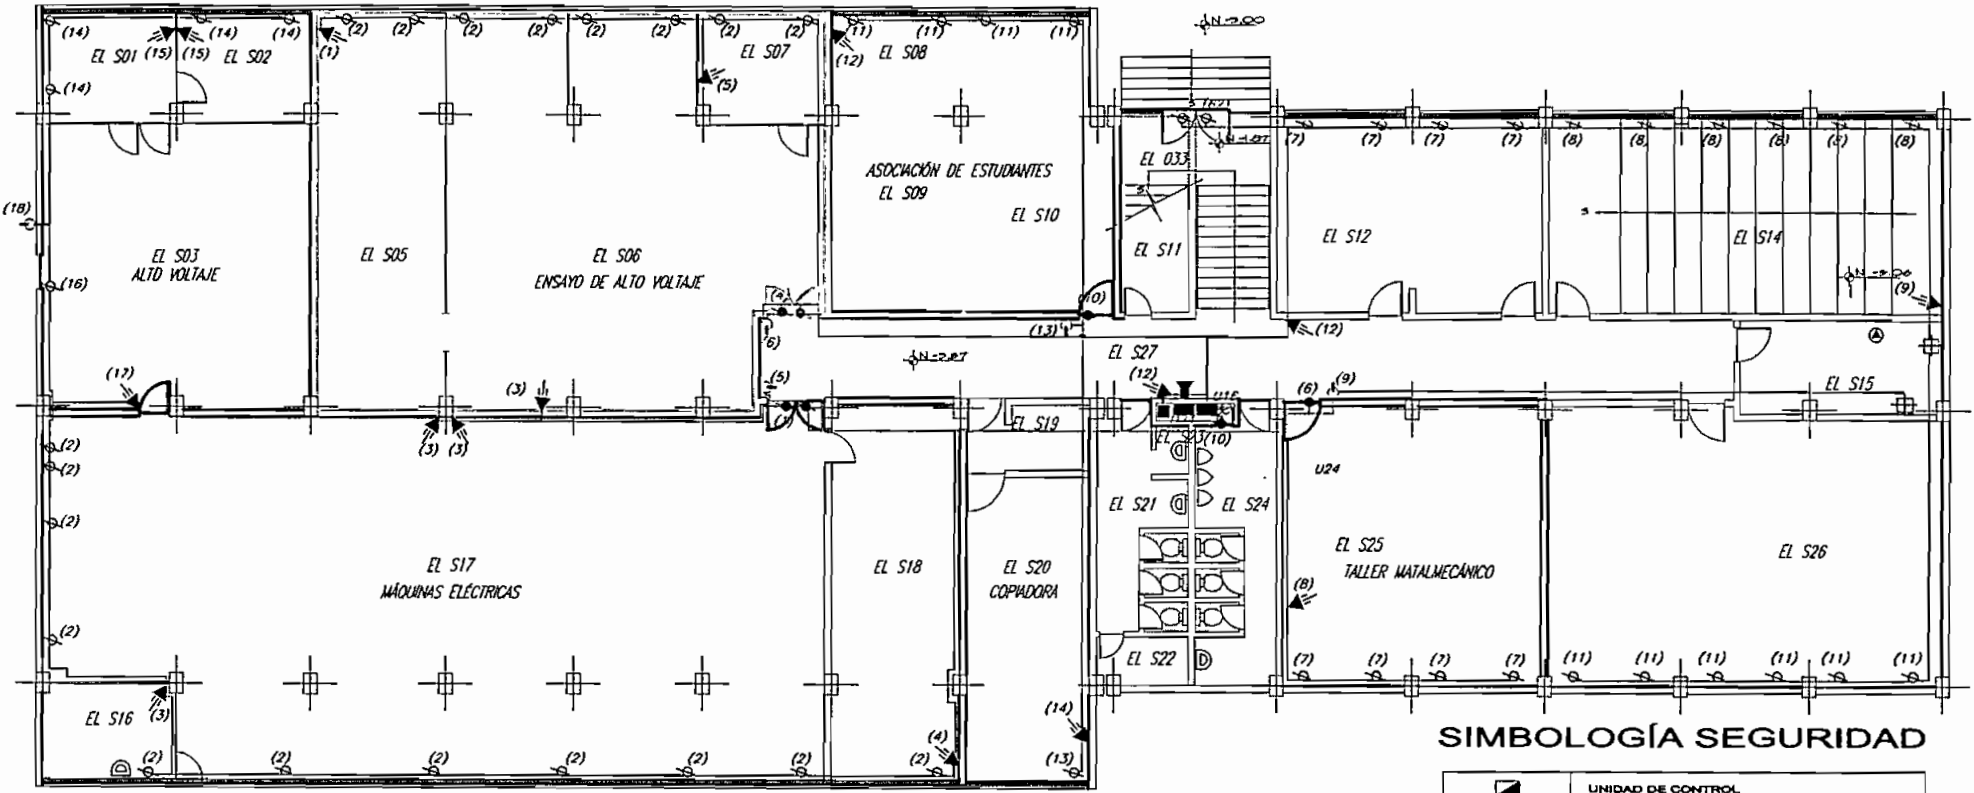 (14) (14) (14) (2) (2) (2) (2) (2) (2) (2) (2) (11) (11) (11) (11) N-2.00
EL S01 (15) (15) EL S02 (1) EL S07 (12) EL S08
(14) (5)
(7) (7) (7) (7) (8) (8) (8) (8) (8)
EL 033
ASOCIACIÓN DE ESTUDIANTES
EL S09
EL S10
(18)
EL S03
ALTO VOLTAJE
EL S05
EL S06
ENSAYO DE ALTO VOLTAJE
EL S11
EL S12
S
EL S14
(16)
(10)
(9)
(13)
(12)
(6)
EL S27
(12)
(17)
(3)
(5)
(6) (9)
EL S15
(2)
(2)
(3) (3)
EL S19
(10)
U24
(2)
EL S21
EL S24
EL S17
MÁQUINAS ELÉCTRICAS
EL S18
EL S20
COPIADORA
EL S25
TALLER MATALMECÁNICO
EL S26
(8)
(2)
EL S22
(7) (7) (7) (7) (11) (11) (11) (11) (11) (11)
EL S16
(3)
(14)
(4)
(2) (2) (2) (2) (2) (2) (2) (13)
SIMBOLOGÍA SEGURIDAD
UNIDAD DE CONTROL